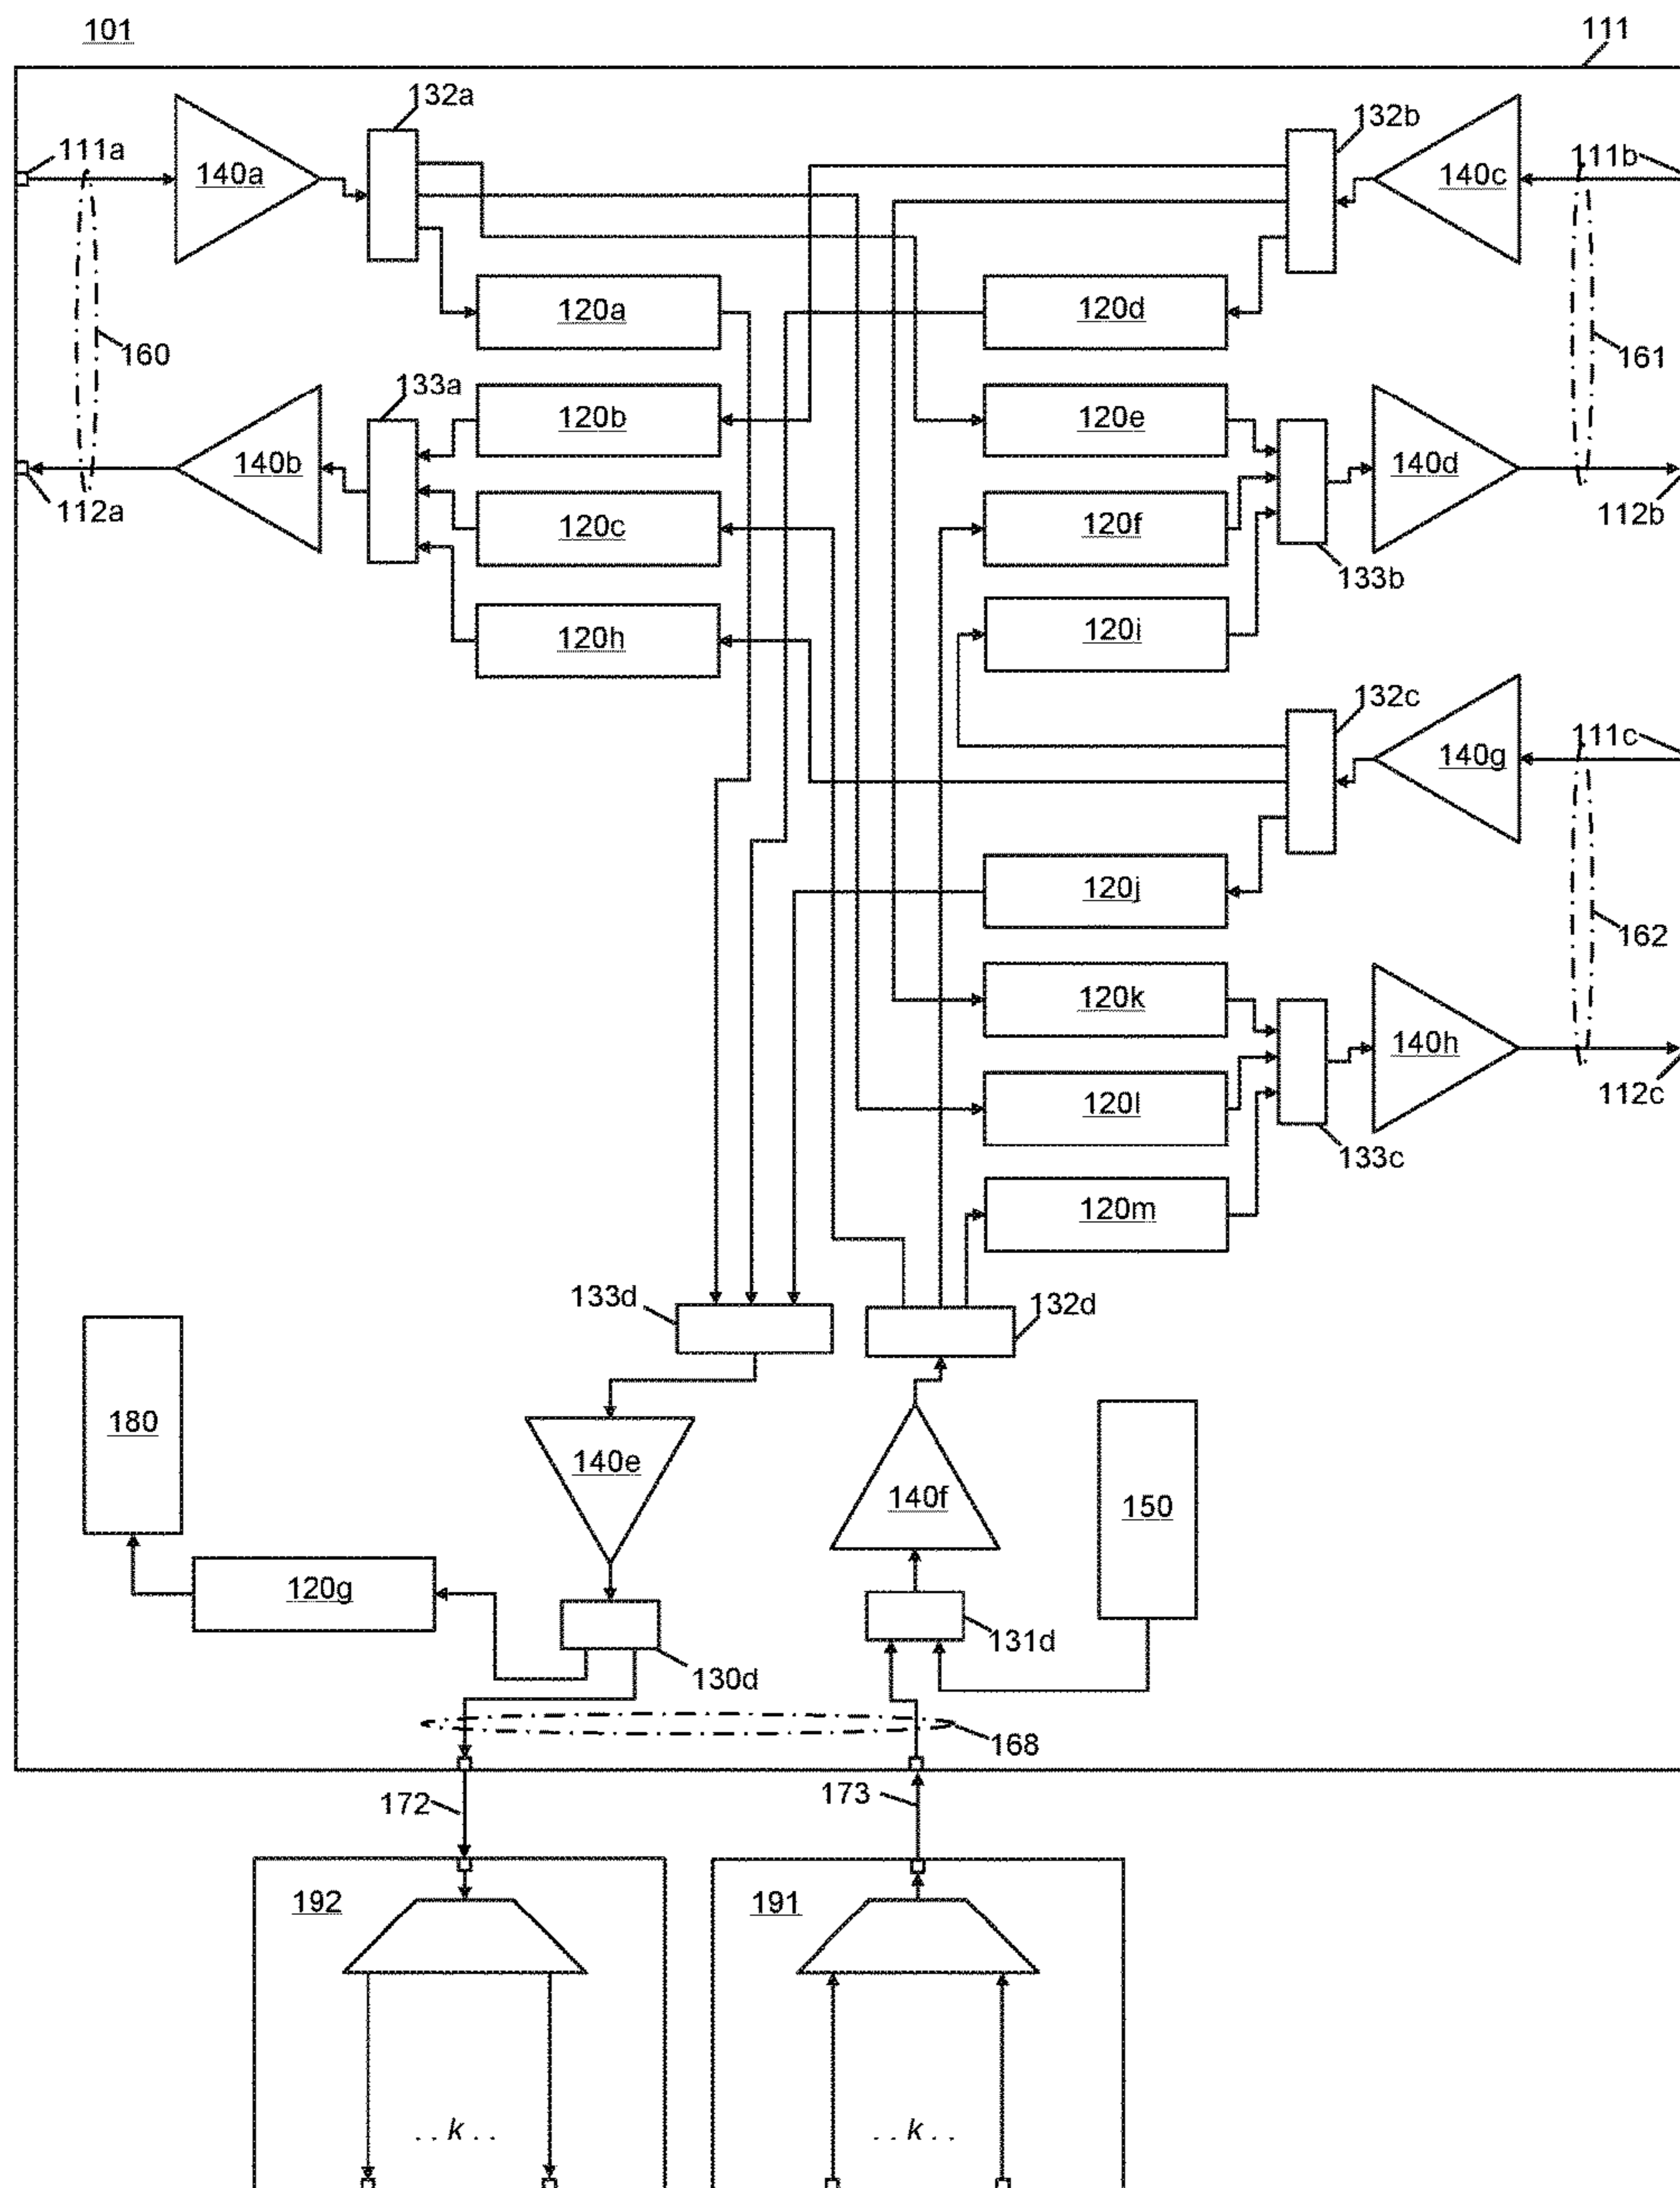 101
111
132a
132b
111a
140a
140c
111b
120a
120d
160
161
133a
120b
120e
140b
140d
112a
120c
120f
112b
133b
120h
120i
132c
140g
111c
120j
162
120k
140h
120l
112c
133c
120m
133d
132d
180
140e
140f
150
120g
131d
130d
168
172
173
192
191
. . k . .
. . k . .